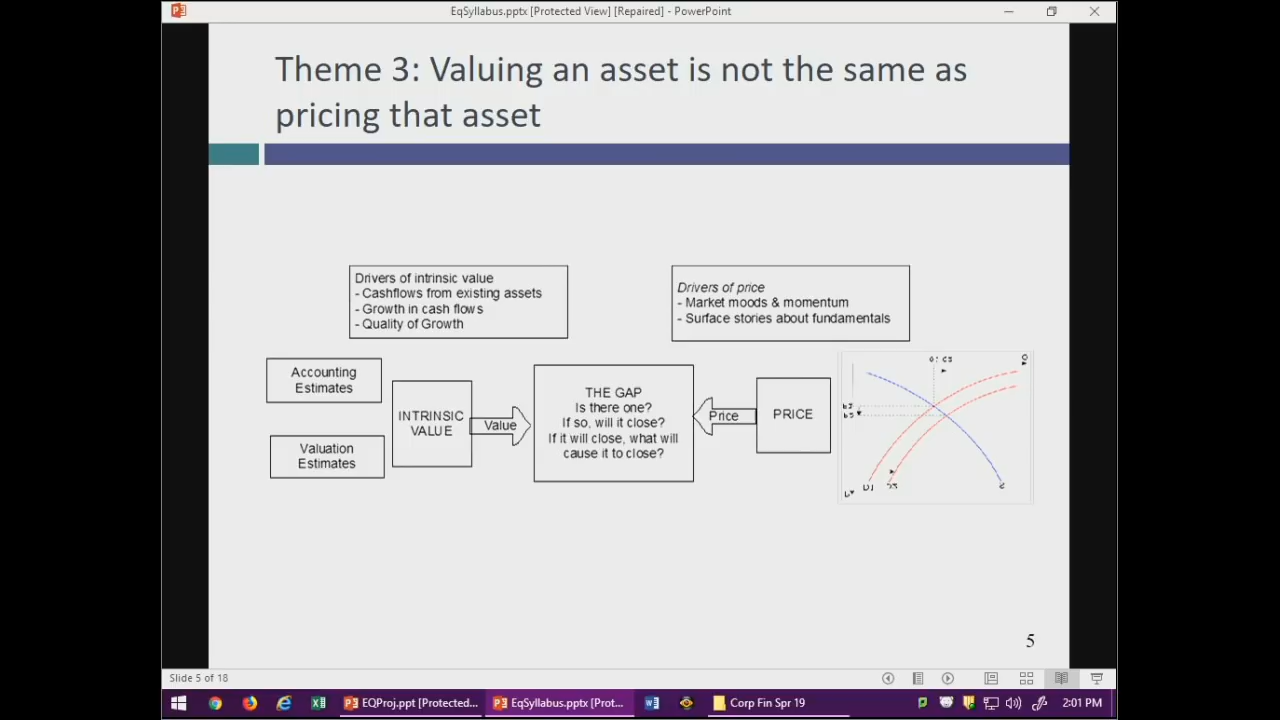 EqSyllabus.pptx [Protected View] [Repaired] - PowerPoint
Theme 3: Valuing an asset is not the same as
pricing that asset
Drivers of intrinsic value
- Cashflows from existing assets
- Growth in cash flows
- Quality of Growth
Drivers of price
- Market moods & momentum
- Surface stories about fundamentals
Accounting
Estimates
Valuation
Estimates
INTRINSIC
VALUE
Value
THE GAP
Is there one?
If so, will it close?
If it will close, what will
cause it to close?
Price
PRICE
5
Slide 5 of 18
EQProj.ppt [Protected...
EqSyllabus.pptx [Prot...
Corp Fin Spr 19
2:01 PM